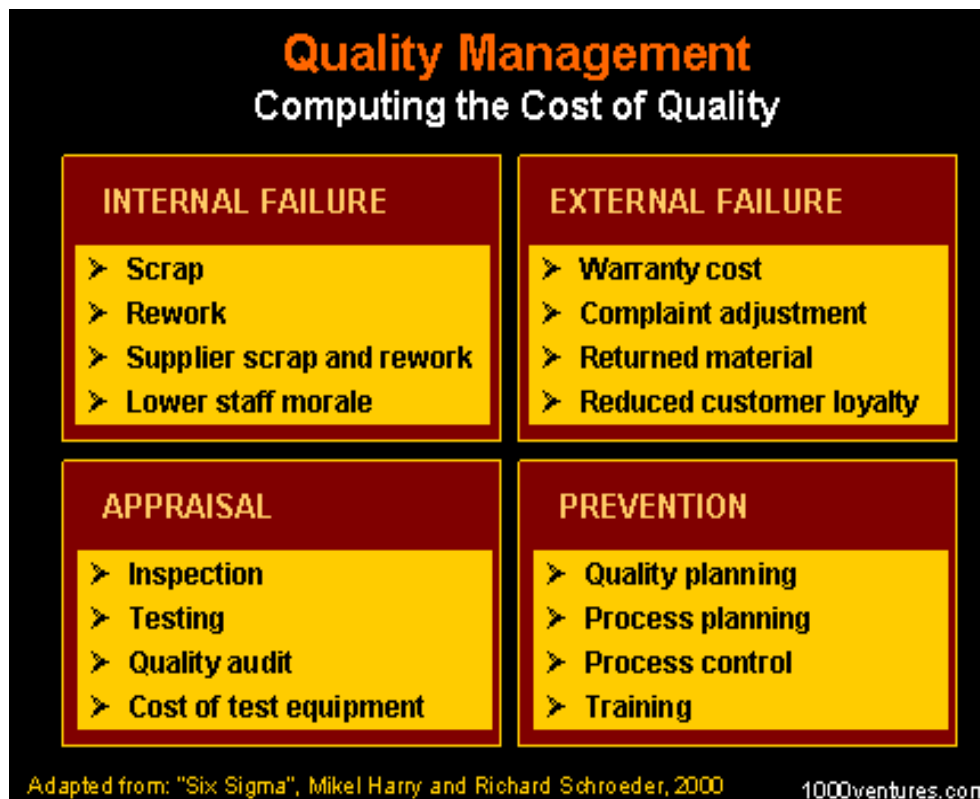 Quality Management
Computing the Cost of Quality
INTERNAL FAILURE
➢ Scrap
➢ Rework
➢ Supplier scrap and rework
➢ Lower staff morale
EXTERNAL FAILURE
➢ Warranty cost
➢ Complaint adjustment
➢ Returned material
➢ Reduced customer loyalty
APPRAISAL
➢ Inspection
➢ Testing
➢ Quality audit
➢ Cost of test equipment
PREVENTION
➢ Quality planning
➢ Process planning
➢ Process control
➢ Training
Adapted from: "Six Sigma", Mikel Harry and Richard Schroeder, 2000
1000ventures.com